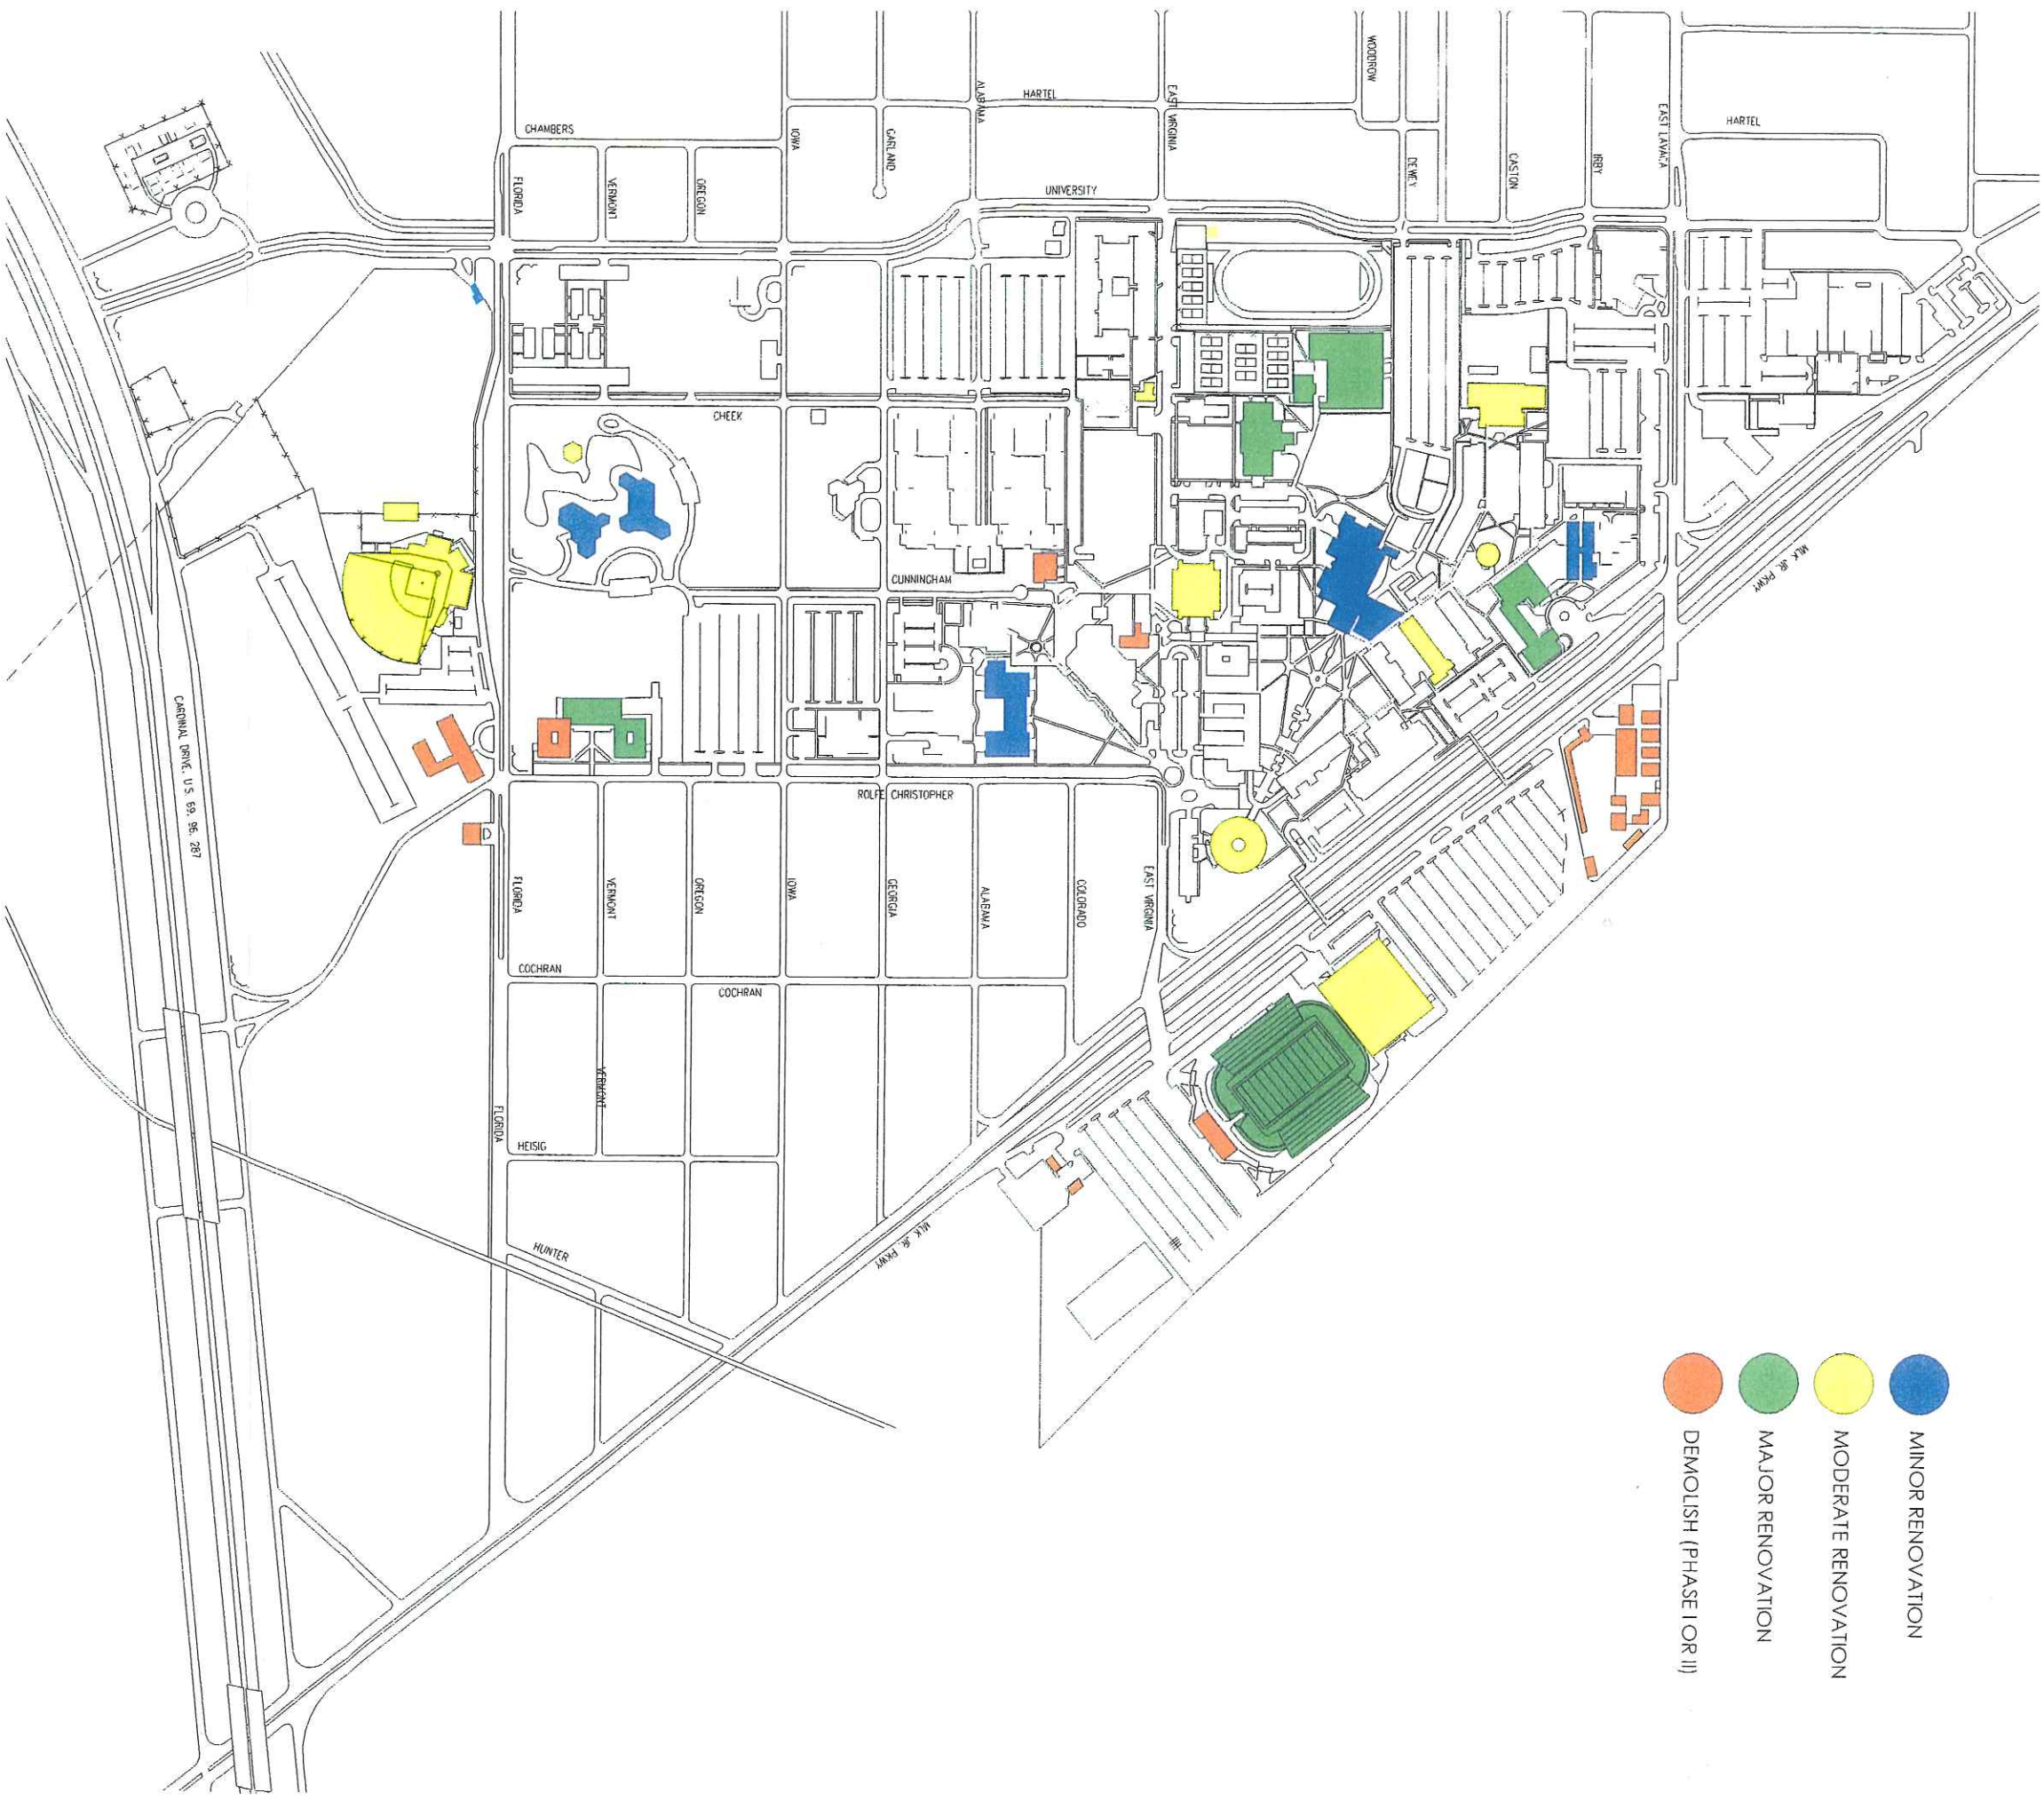 WOODROW
HARTEL
ALABAMA
EAST VIRGINIA
EAST LAVACA
HARTEL
CHAMBERS
IOWA
GARLAND
DEWEY
CASTON
IRBY
FLORIDA
VERMONT
OREGON
UNIVERSITY
CHEEK
CUNNINGHAM
MLK JR. PKWY
CARDINAL DRIVE, U.S. 69, 96, 287
ROLFE CHRISTOPHER
FLORIDA
VERMONT
OREGON
IOWA
GEORGIA
ALABAMA
COLORADO
EAST VIRGINIA
COCHRAN
COCHRAN
VERMONT
FLORIDA
HEISIG
HUNTER
MLK JR. PKWY
MINOR RENOVATION
MODERATE RENOVATION
MAJOR RENOVATION
DEMOLISH (PHASE I OR II)